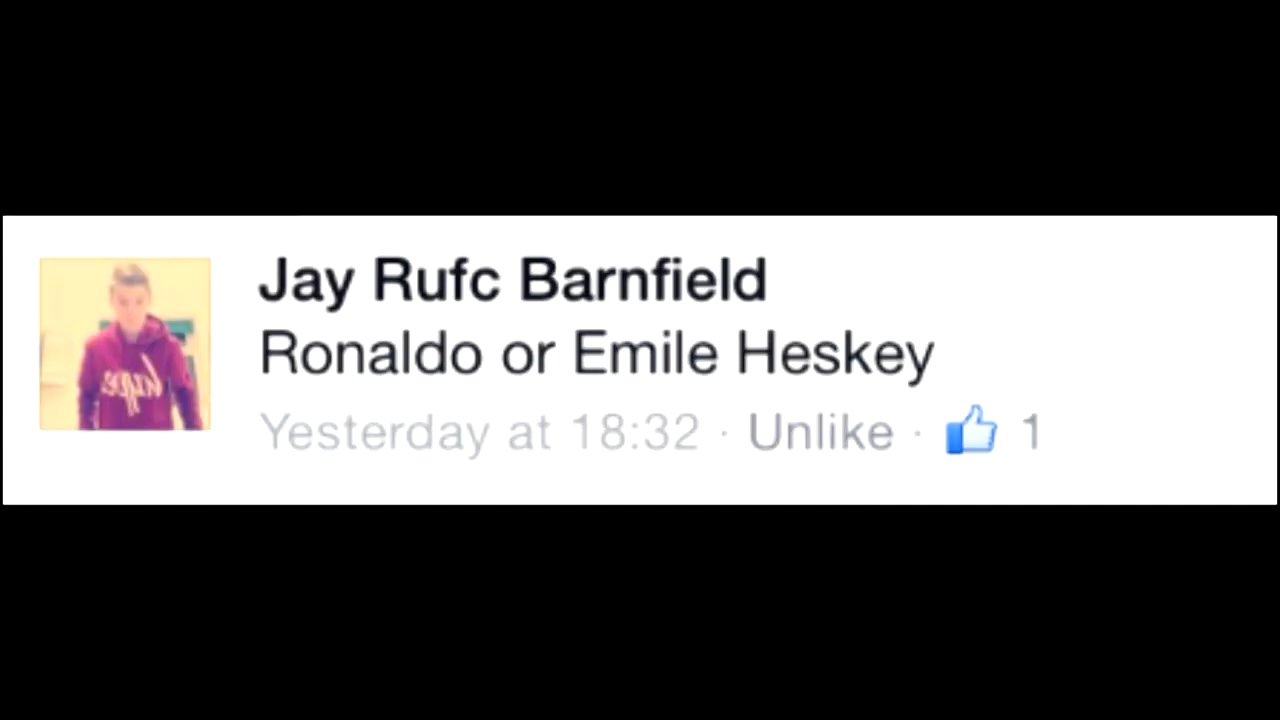 Jay Rufc Barnfield
Ronaldo or Emile Heskey
Yesterday at 18:32 · Unlike · 1